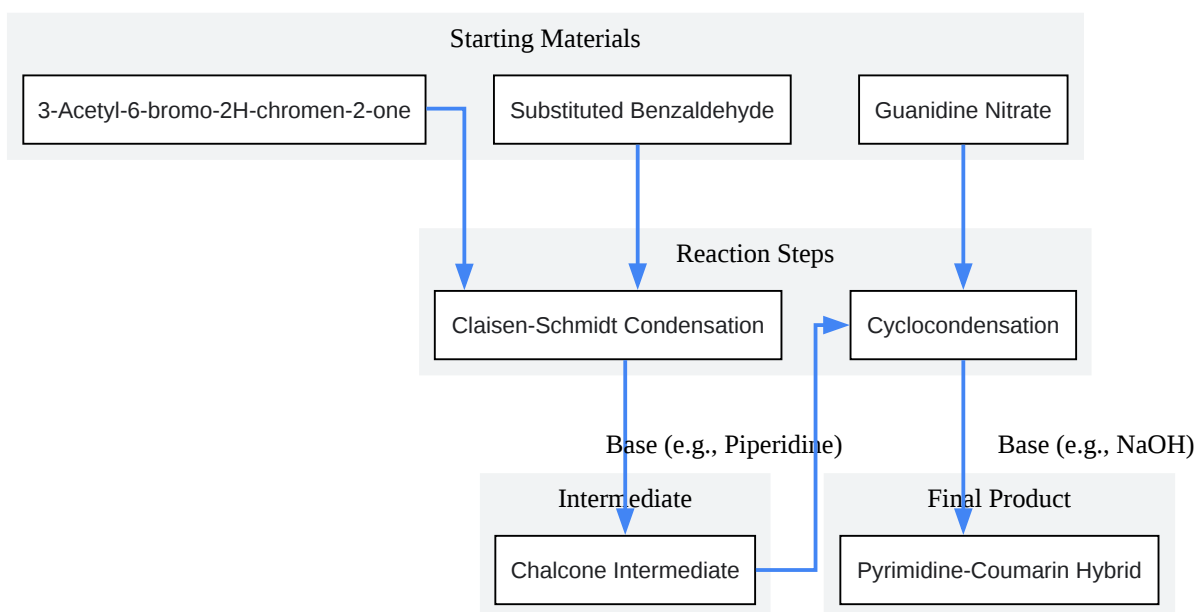 Starting Materials
3-Acetyl-6-bromo-2H-chromen-2-one
Substituted Benzaldehyde
Guanidine Nitrate
Reaction Steps
Claisen-Schmidt Condensation
Cyclocondensation
Base (e.g., Piperidine)
Base (e.g., NaOH)
Intermediate
Final Product
Chalcone Intermediate
Pyrimidine-Coumarin Hybrid